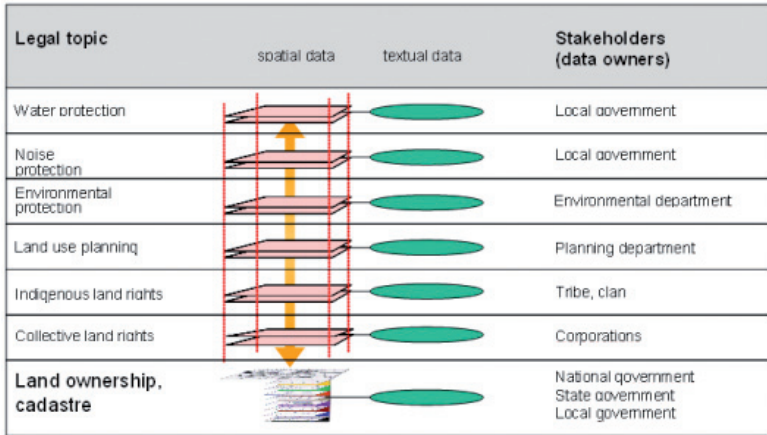 Legal topic
spatial data
textual data
Stakeholders
(data owners)
Water protection
Local government
Noise
protection
Local government
Environmental
protection
Environmental department
Land use planning
Planning department
Indigenous land rights
Tribe, clan
Collective land rights
Corporations
Land ownership,
cadastre
National government
State government
Local government